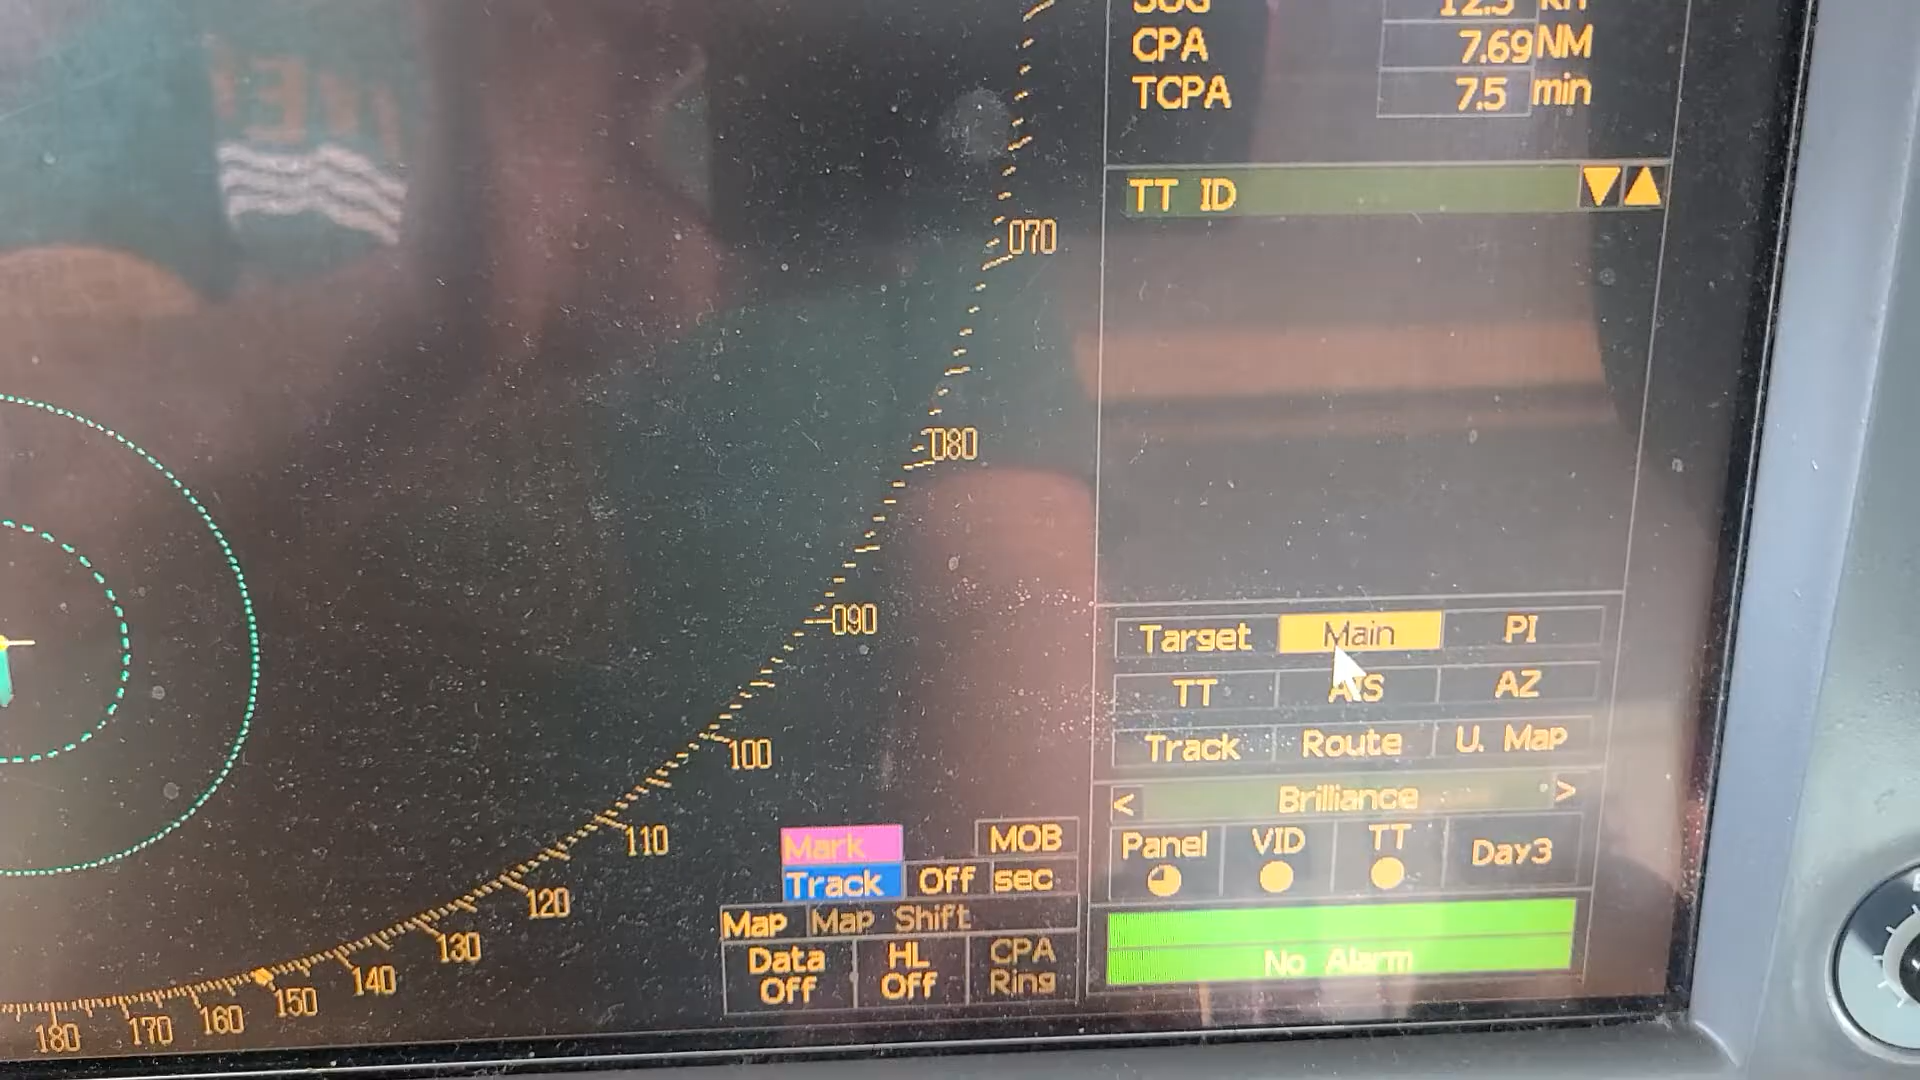 SOG 12.3 kn
CPA 7.69 NM
TCPA 7.5 min
TT ID
070
080
090
100
110
120
130
140
150
160
170
180
Target Main PI
TT AIS AZ
Track Route U. Map
< Brilliance >
Panel VID TT Day3
Mark MOB
Track Off sec
Map Map Shift
Data Off HL Off CPA Ring
No Alarm